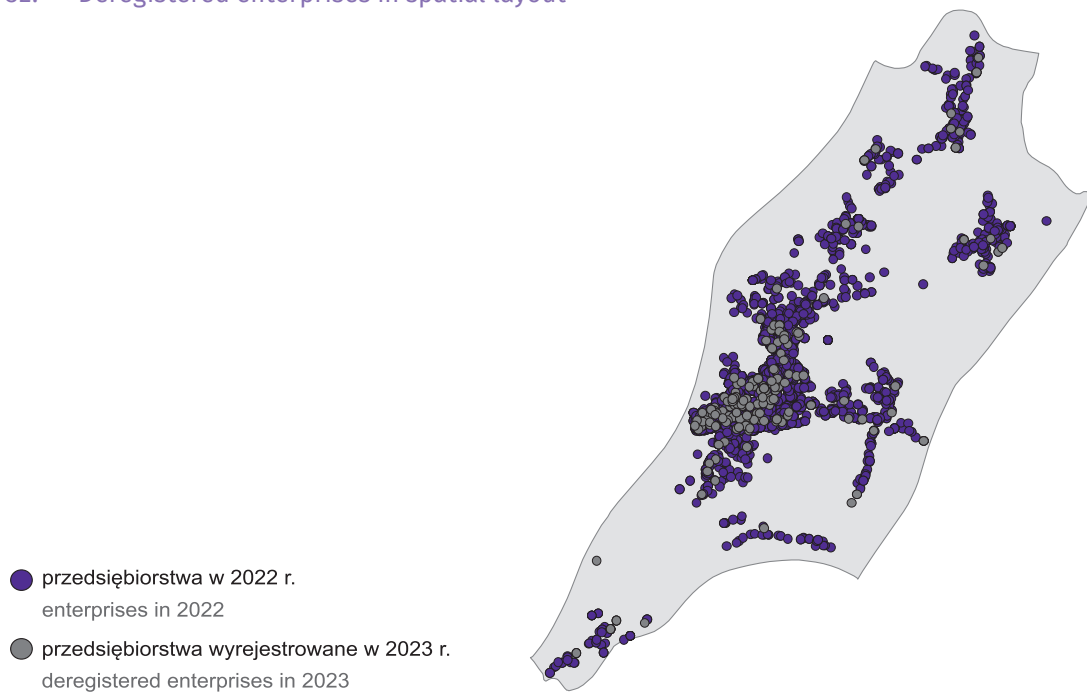 Deregistered enterprises in spatial layout
przedsiębiorstwa w 2022 r.
enterprises in 2022
przedsiębiorstwa wyrejestrowane w 2023 r.
deregistered enterprises in 2023